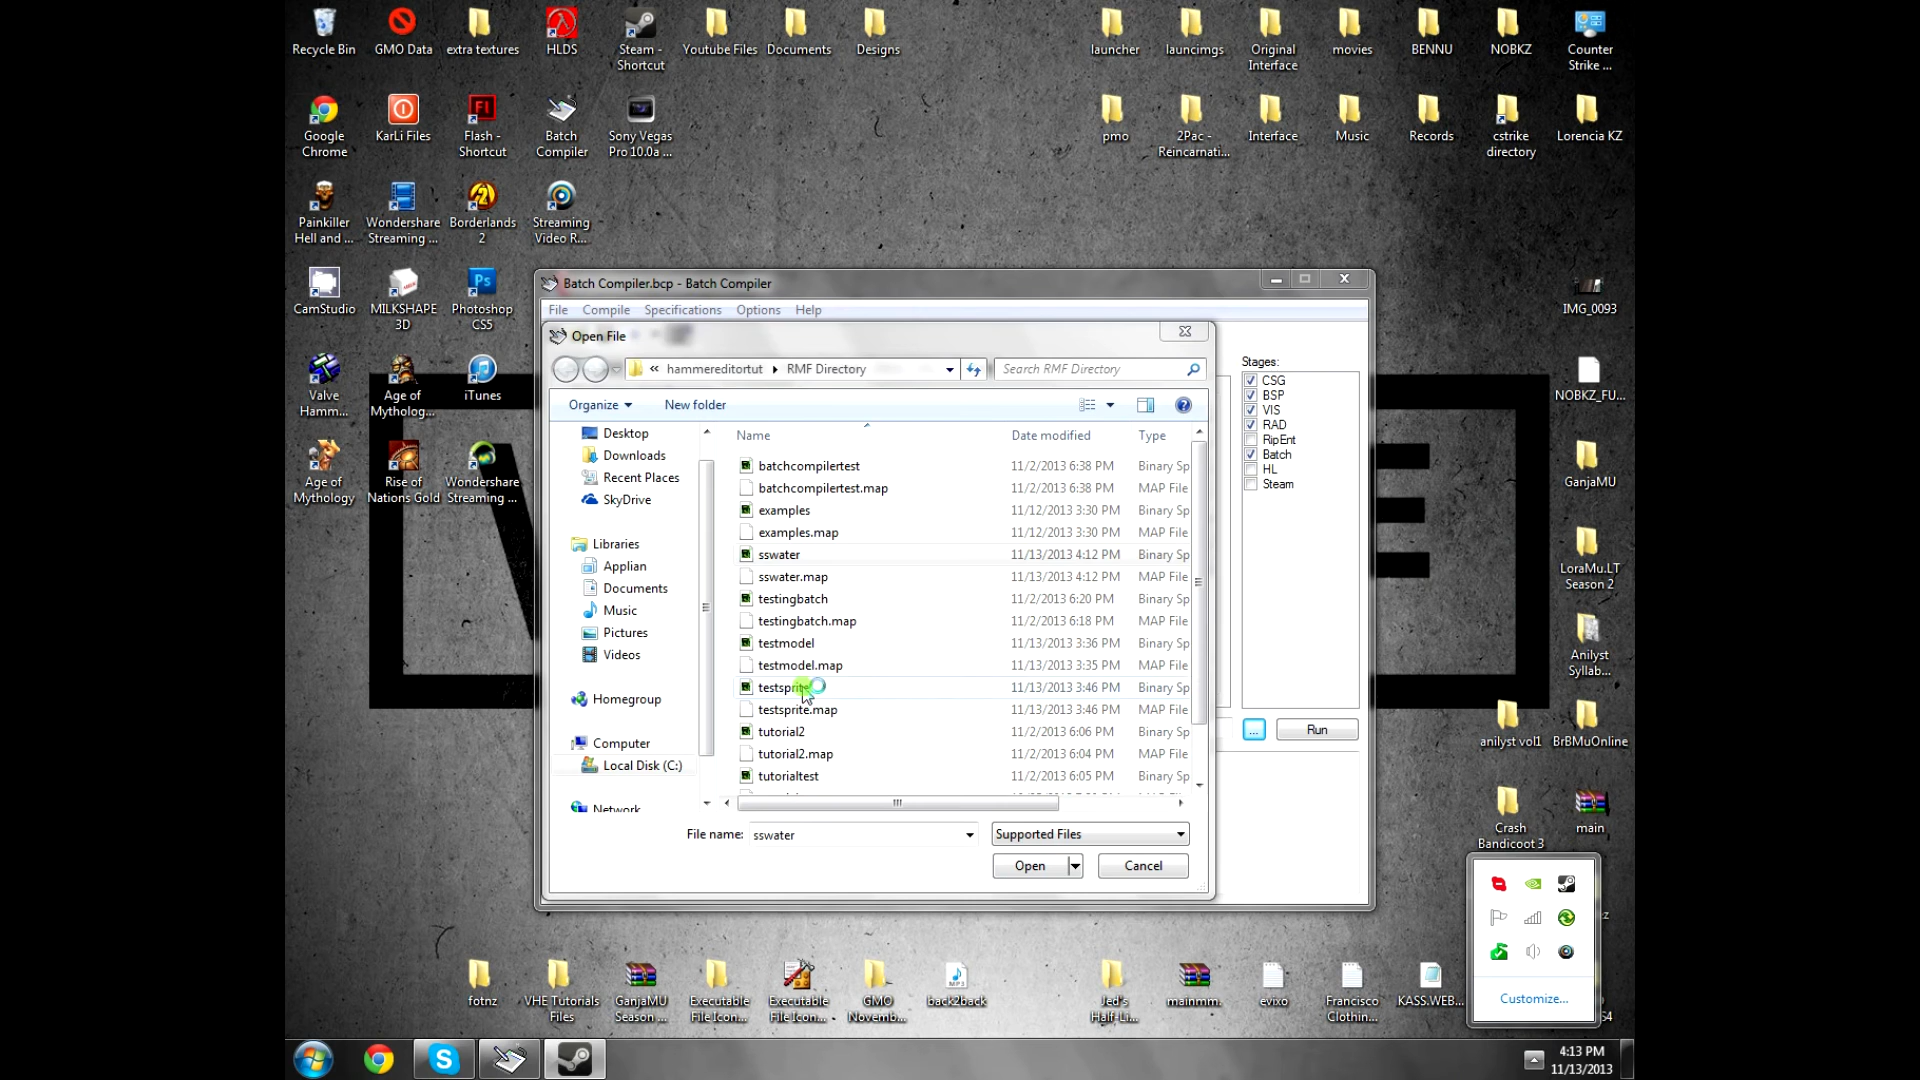 Recycle Bin
GMO Data
extra textures
HLDS
Steam -
Shortcut
Youtube Files
Documents
Designs
launcher
launcimgs
Original
Interface
movies
BENNU
NOBKZ
Counter
Strike ...
Google
Chrome
KarLi Files
Flash -
Shortcut
Batch
Compiler
Sony Vegas
Pro 10.0a ...
pmo
2Pac -
Reincarnati...
Interface
Music
Records
cstrike
directory
Lorencia KZ
Painkiller
Hell and ...
Wondershare
Streaming ...
Borderlands
2
Streaming
Video R...
CamStudio
MILKSHAPE
3D
Photoshop
CS5
IMG_0093
Valve
Hamm...
Age of
Mytholog...
iTunes
NOBKZ_FU...
Age of
Mythology
Rise of
Nations Gold
Wondershare
Streaming ...
GanjaMU
LoraMu.LT
Season 2
Anilyst
Syllab...
anilyst vol1
BrBMuOnline
Crash
Bandicoot 3
main
Batch Compiler.bcp - Batch Compiler
File Compile Specifications Options Help
Open File
« hammereditortut ▸ RMF Directory
Search RMF Directory
Organize
New folder
Desktop
Downloads
Recent Places
SkyDrive
Libraries
Applian
Documents
Music
Pictures
Videos
Homegroup
Computer
Local Disk (C:)
Network
Name Date modified Type
batchcompilertest 11/2/2013 6:38 PM Binary Sp
batchcompilertest.map 11/2/2013 6:38 PM MAP File
examples 11/12/2013 3:30 PM Binary Sp
examples.map 11/12/2013 3:30 PM MAP File
sswater 11/13/2013 4:12 PM Binary Sp
sswater.map 11/13/2013 4:12 PM MAP File
testingbatch 11/2/2013 6:20 PM Binary Sp
testingbatch.map 11/2/2013 6:18 PM MAP File
testmodel 11/13/2013 3:36 PM Binary Sp
testmodel.map 11/13/2013 3:35 PM MAP File
testsprite 11/13/2013 3:46 PM Binary Sp
testsprite.map 11/13/2013 3:46 PM MAP File
tutorial2 11/2/2013 6:06 PM Binary Sp
tutorial2.map 11/2/2013 6:04 PM MAP File
tutorialtest 11/2/2013 6:05 PM Binary Sp
File name: sswater
Supported Files
Open
Cancel
Stages:
CSG
BSP
VIS
RAD
RipEnt
Batch
HL
Steam
...
Run
Customize...
fotnz
VHE Tutorials
Files
GanjaMU
Season ...
Executable
File Icon...
Executable
File Icon...
GMO
Novemb...
back2back
Jed's
Half-Li...
mainmm.
evixo
Francisco
Clothin...
KASS.WEB...
4:13 PM
11/13/2013